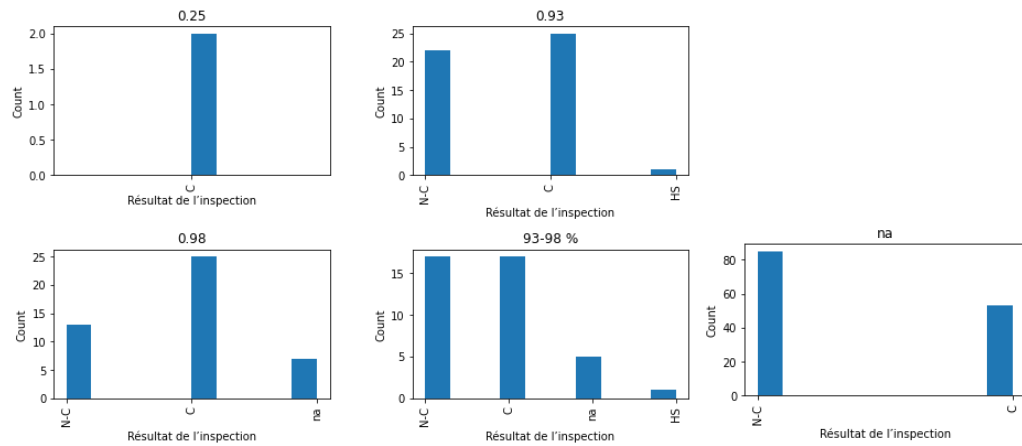 0.25
2.0
1.5
1.0
0.5
0.0
Count
C
Résultat de l’inspection
0.93
25
20
15
10
5
0
Count
N-C
C
HS
Résultat de l’inspection
0.98
25
20
15
10
5
0
Count
N-C
C
na
Résultat de l’inspection
93-98 %
15
10
5
0
Count
N-C
C
na
HS
Résultat de l’inspection
na
80
60
40
20
0
Count
N-C
C
Résultat de l’inspection